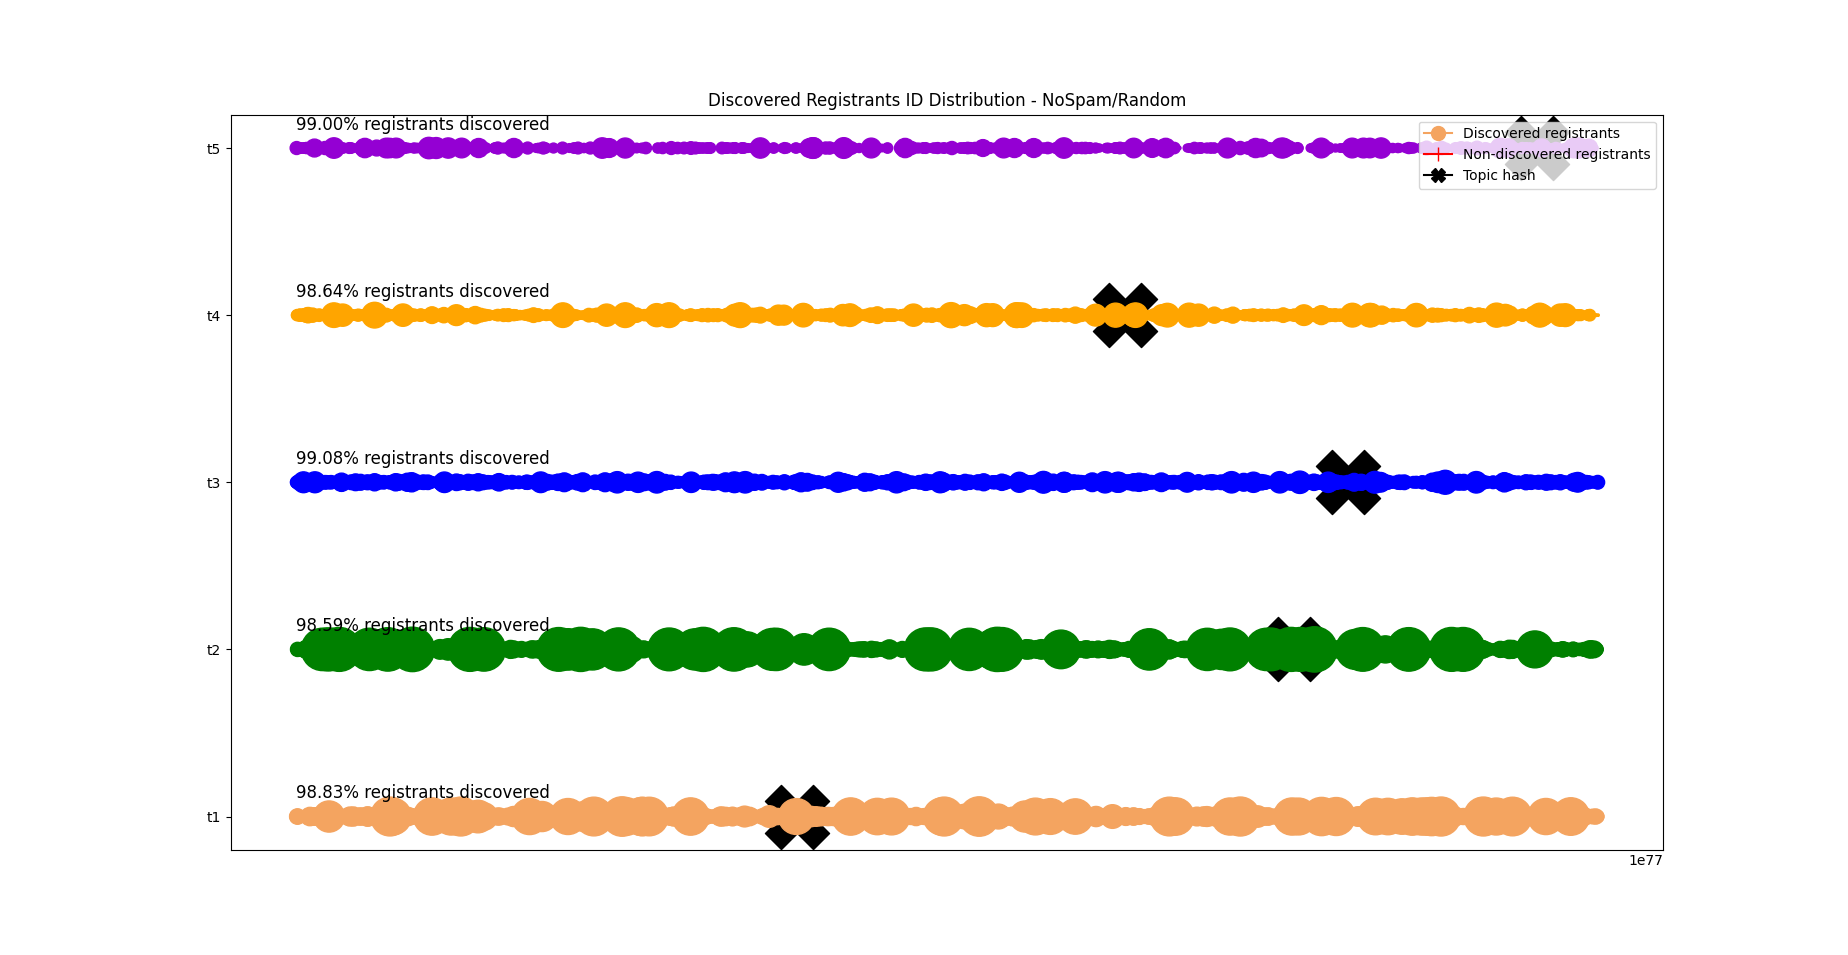 Discovered Registrants ID Distribution - NoSpam/Random
99.00% registrants discovered
t5
Discovered registrants
Non-discovered registrants
Topic hash
98.64% registrants discovered
t4
99.08% registrants discovered
t3
98.59% registrants discovered
t2
98.83% registrants discovered
t1
1e77